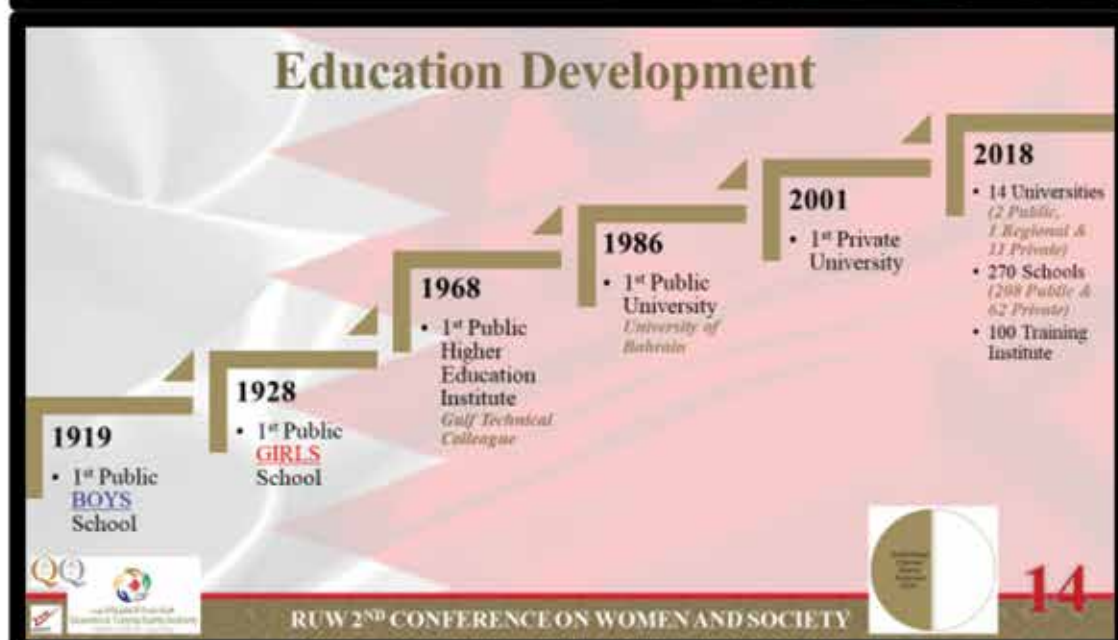 Education Development
1919
• 1st Public
BOYS
School
1928
• 1st Public
GIRLS
School
1968
• 1st Public
Higher
Education
Institute
Gulf Technical
Colleague
1986
• 1st Public
University
University of
Bahrain
2001
• 1st Private
University
2018
• 14 Universities
(2 Public,
1 Regional &
11 Private)
• 270 Schools
(208 Public &
62 Private)
• 100 Training
Institute
QQ
RUW 2ND CONFERENCE ON WOMEN AND SOCIETY
14